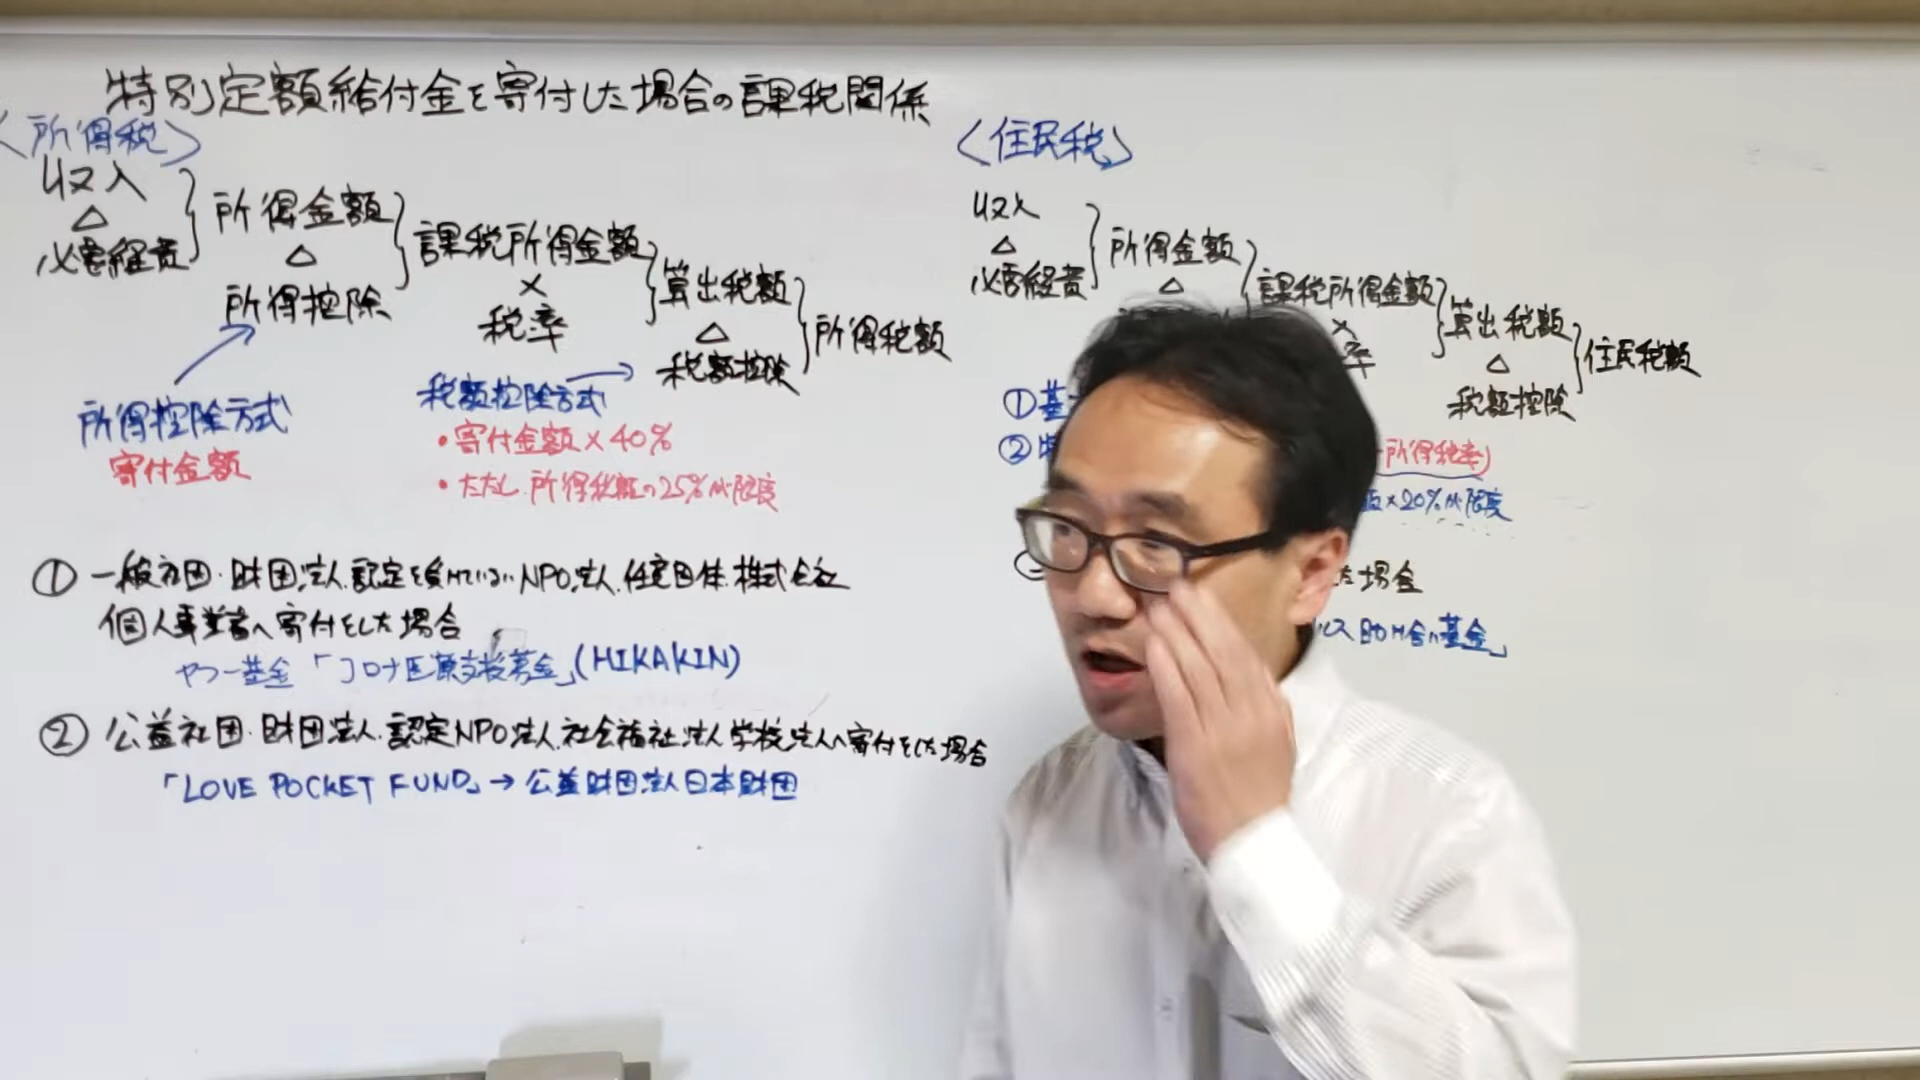 特別定額給付金を寄付した場合の課税関係
〈所得税〉
収入
△
必要経費
所得金額
△
所得控除
課税所得金額
×
税率
算出税額
△
税額控除
所得税額
所得控除方式
寄付金額
税額控除方式
・寄付金額×40%
・ただし、所得税額の25%が限度
① 一般社団・財団法人、認定を受けていないNPO法人、任意団体、株式会社
個人事業者へ寄付をした場合
ヤフー基金「コロナ医療支援募金」(HIKAKIN)
② 公益社団・財団法人、認定NPO法人、社会福祉法人、学校法人へ寄付をした場合
「LOVE POCKET FUND」→公益財団法人日本財団
〈住民税〉
収入
△
必要経費
所得金額
△
課税所得金額
×
率
算出税額
△
税額控除
住民税額
①基
②特
所得税率)
×20%が限度
た場合
ルス助け合い基金」